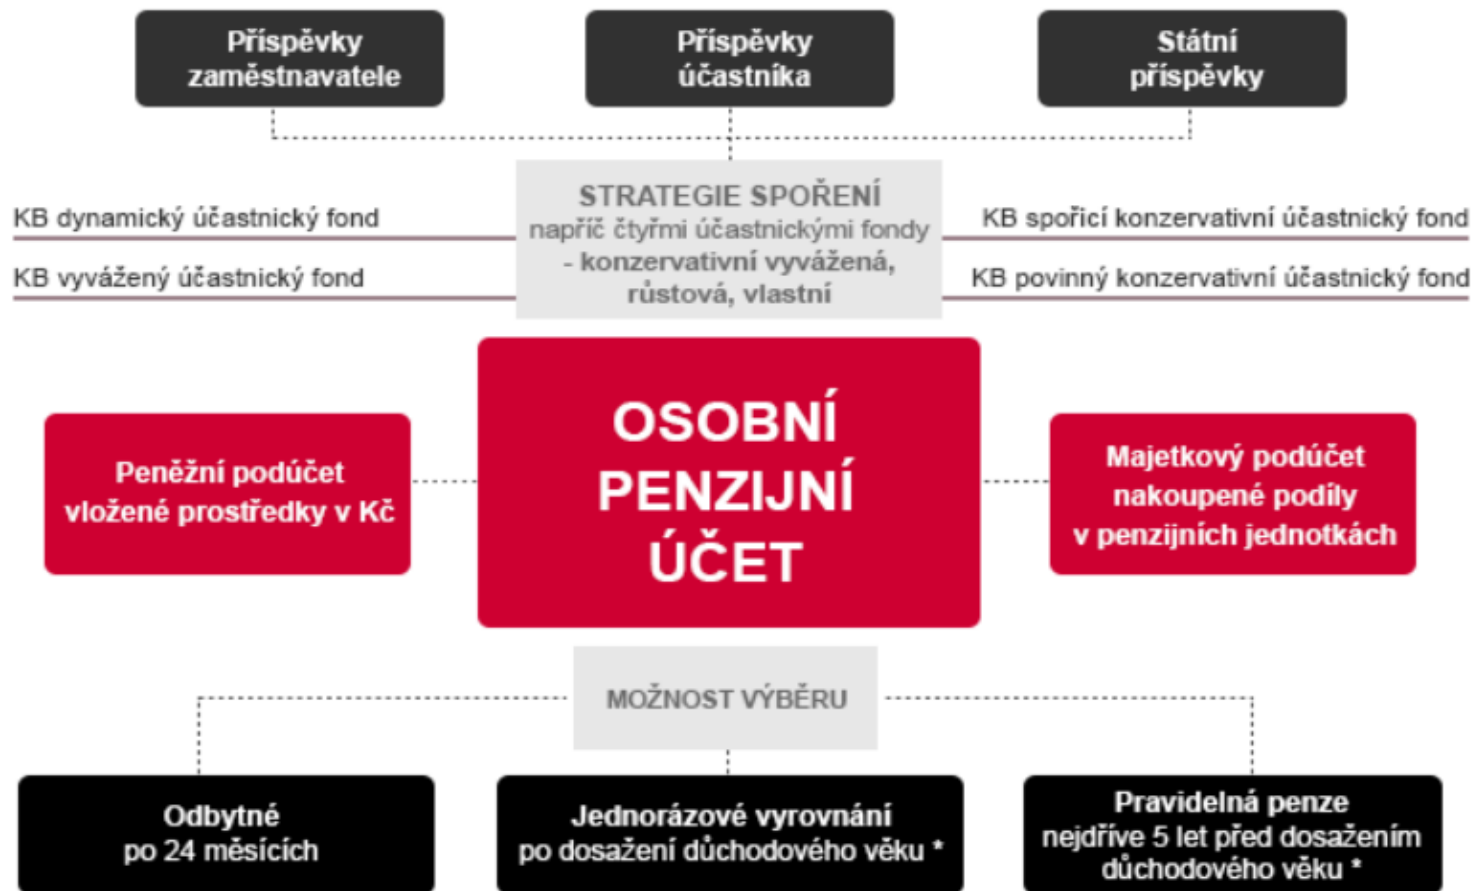 Příspěvky
zaměstnavatele
Příspěvky
účastníka
Státní
příspěvky
STRATEGIE SPOŘENÍ
napříč čtyřmi účastnickými fondy
- konzervativní vyvážená,
růstová, vlastní
KB dynamický účastnický fond
KB vyvážený účastnický fond
KB spořicí konzervativní účastnický fond
KB povinný konzervativní účastnický fond
OSOBNÍ
PENZIJNÍ
ÚČET
Peněžní podúčet
vložené prostředky v Kč
Majetkový podúčet
nakoupené podíly
v penzijních jednotkách
MOŽNOST VÝBĚRU
Odbytné
po 24 měsících
Jednorázové vyrovnání
po dosažení důchodového věku *
Pravidelná penze
nejdříve 5 let před dosažením
důchodového věku *